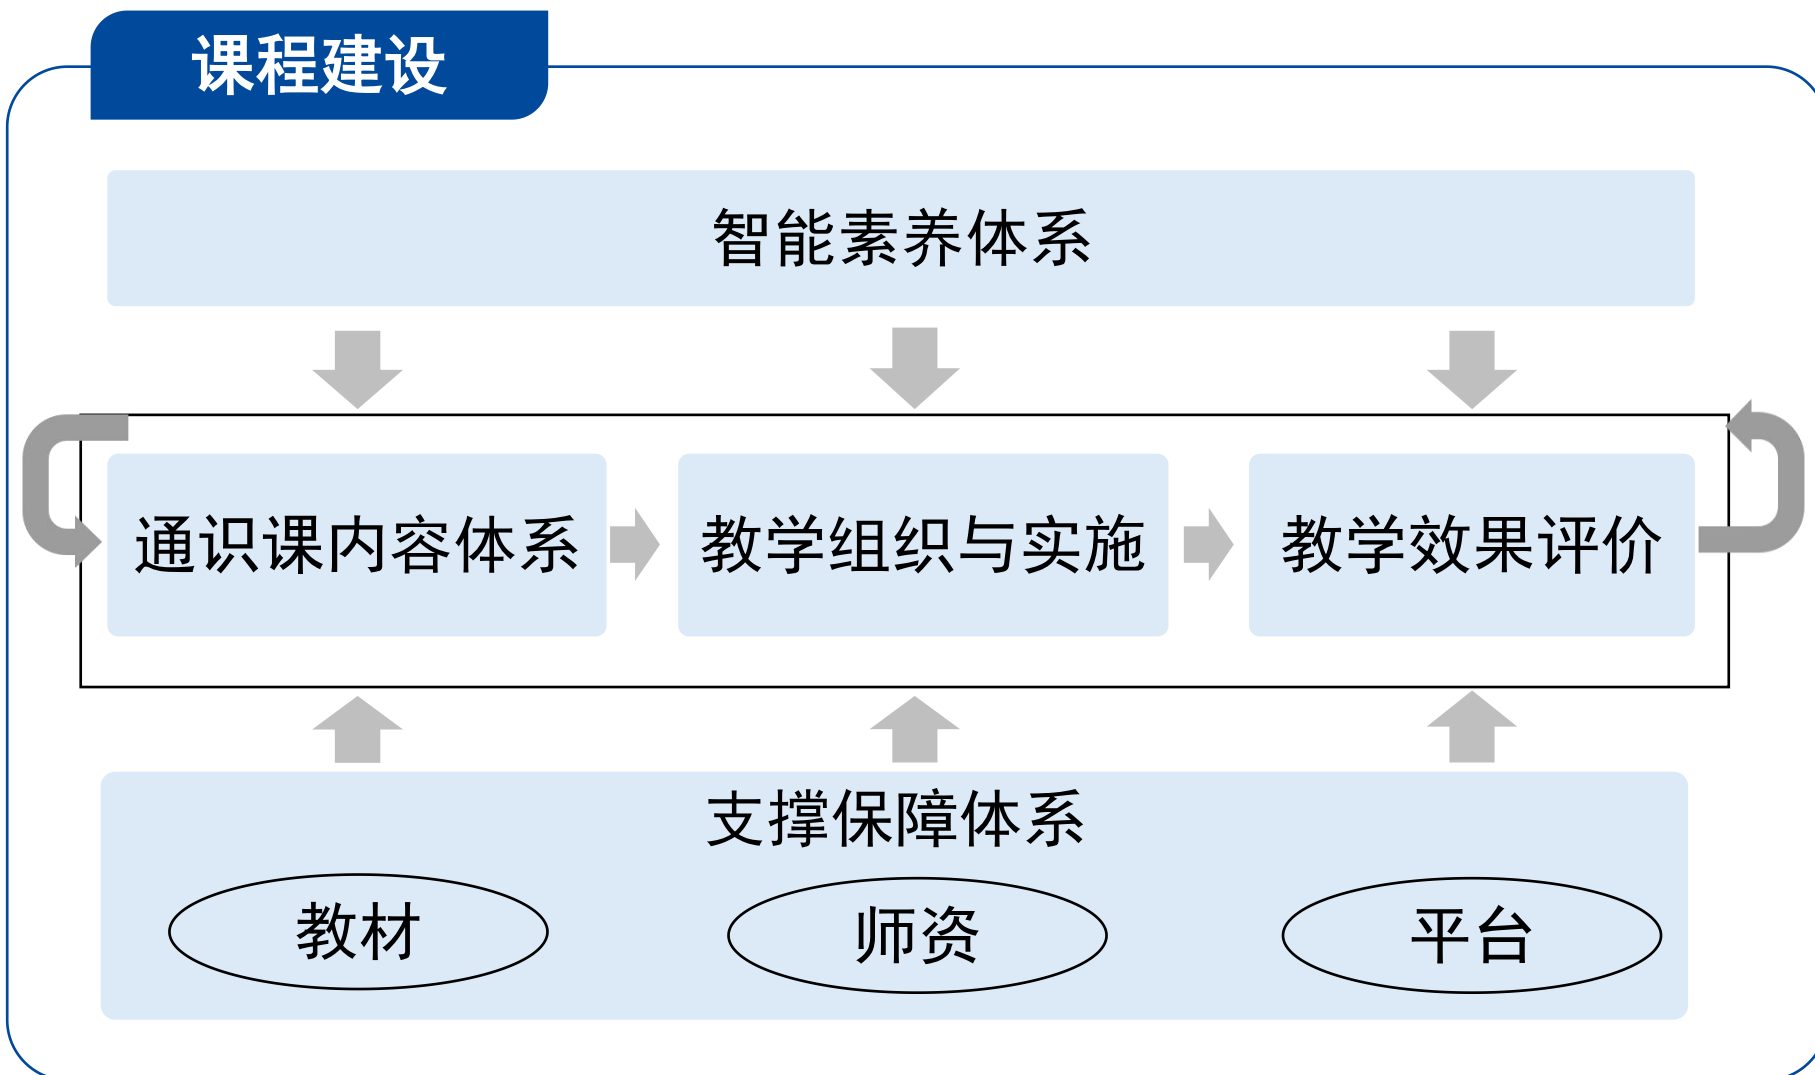 课程建设
智能素养体系
通识课内容体系
教学组织与实施
教学效果评价
支撑保障体系
教材
师资
平台